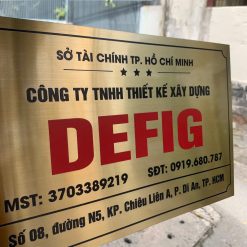 SỞ TÀI CHÍNH TP. HỒ CHÍ MINH
CÔNG TY TNHH THIẾT KẾ XÂY DỰNG
DEFIG
MST: 3703389219 SĐT: 0919.680.787
Số 08, đường N5, KP. Chiêu Liêu A, P. Dĩ An, TP. HCM